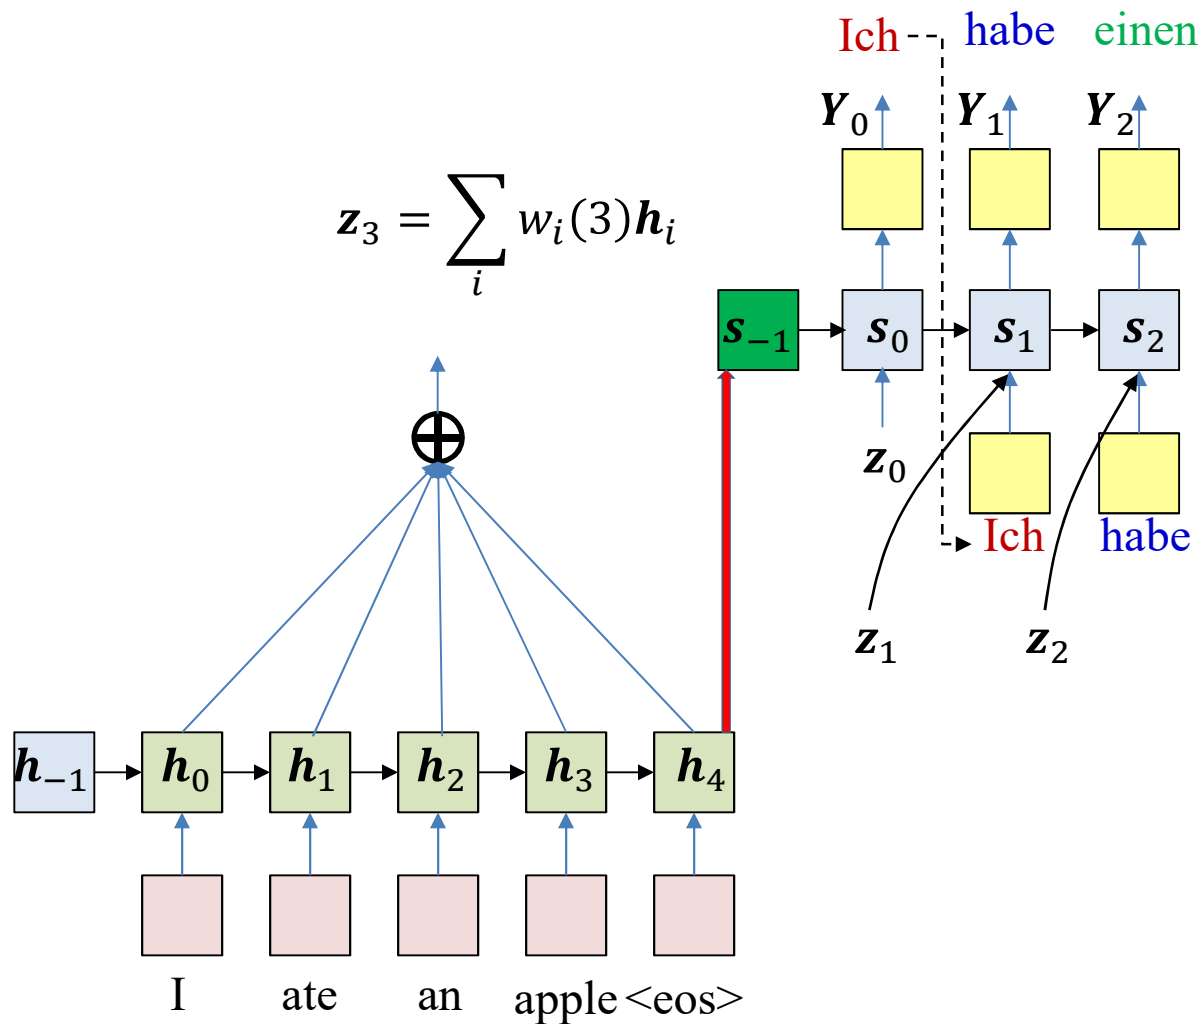 Ich habe einen
Y₀ Y₁ Y₂
z₃ = ∑ᵢ wᵢ(3)hᵢ
s₋₁ s₀ s₁ s₂
z₀
Ich habe
z₁ z₂
h₋₁ h₀ h₁ h₂ h₃ h₄
I ate an apple <eos>